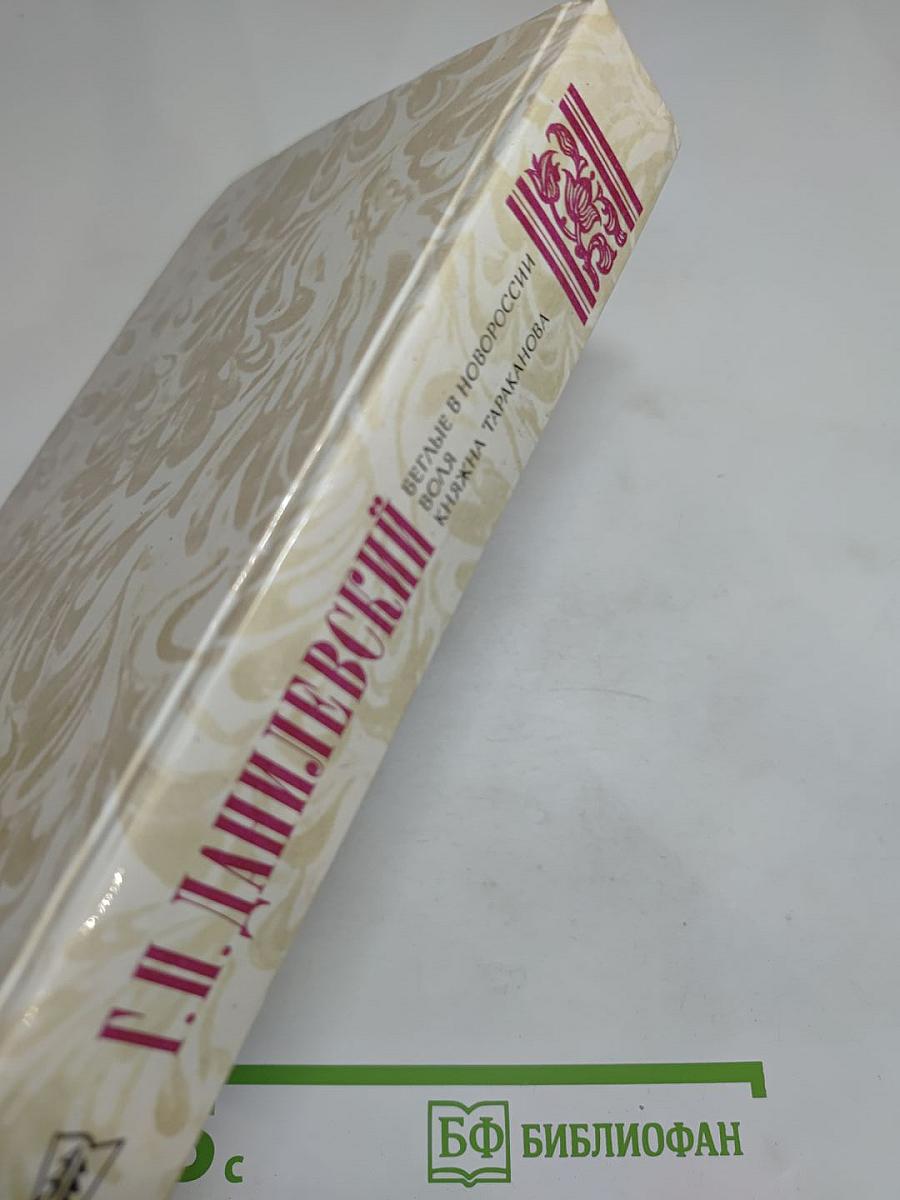 Г. П. ДАНИЛЕВСКИЙ
БЕГЛЫЕ В НОВОРОССИИ
ВОЛЯ
КНЯЖНА ТАРАКАНОВА
БФ БИБЛИОФАН
с